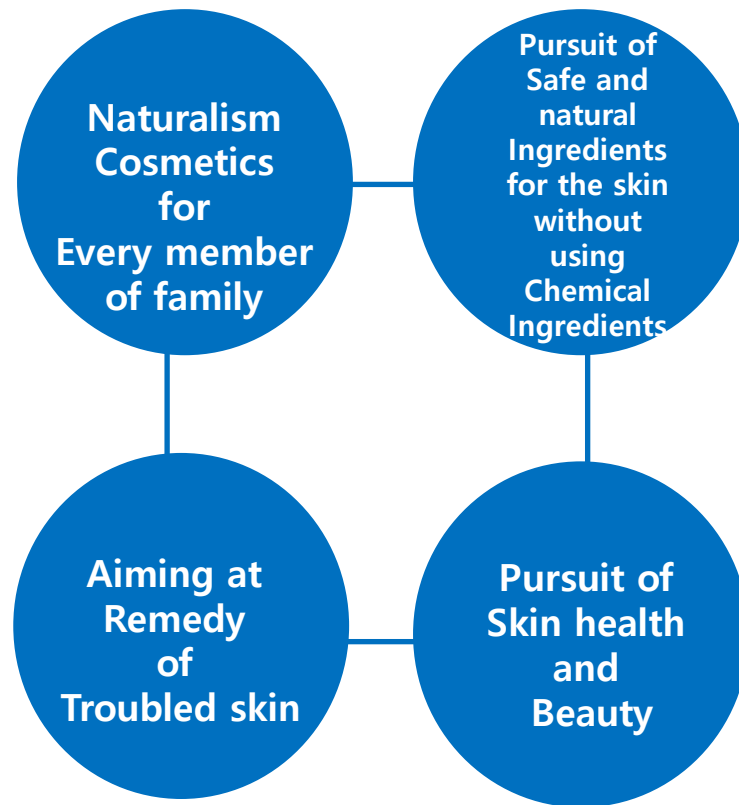 Naturalism
Cosmetics
for
Every member
of family
Pursuit of
Safe and
natural
Ingredients
for the skin
without
using
Chemical
Ingredients
Aiming at
Remedy
of
Troubled skin
Pursuit of
Skin health
and
Beauty